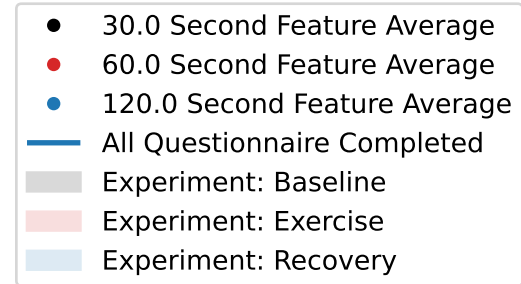 30.0 Second Feature Average
60.0 Second Feature Average
120.0 Second Feature Average
All Questionnaire Completed
Experiment: Baseline
Experiment: Exercise
Experiment: Recovery